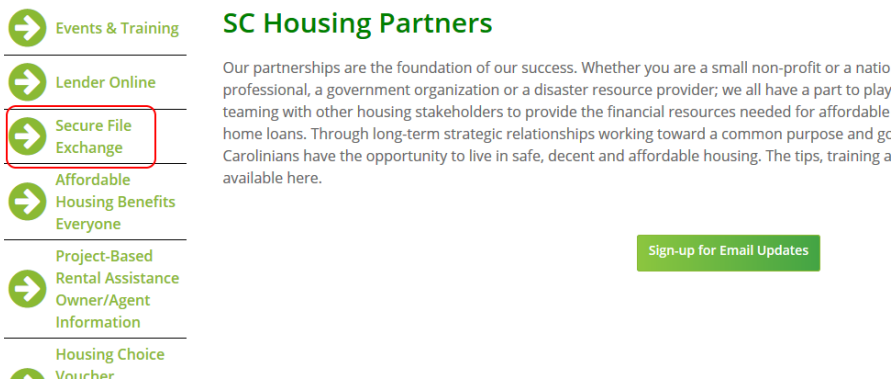 Events & Training
Lender Online
Secure File
Exchange
Affordable
Housing Benefits
Everyone
Project-Based
Rental Assistance
Owner/Agent
Information
Housing Choice
Voucher
SC Housing Partners
Our partnerships are the foundation of our success. Whether you are a small non-profit or a natio
professional, a government organization or a disaster resource provider; we all have a part to play
teaming with other housing stakeholders to provide the financial resources needed for affordable
home loans. Through long-term strategic relationships working toward a common purpose and go
Carolinians have the opportunity to live in safe, decent and affordable housing. The tips, training a
available here.
Sign-up for Email Updates